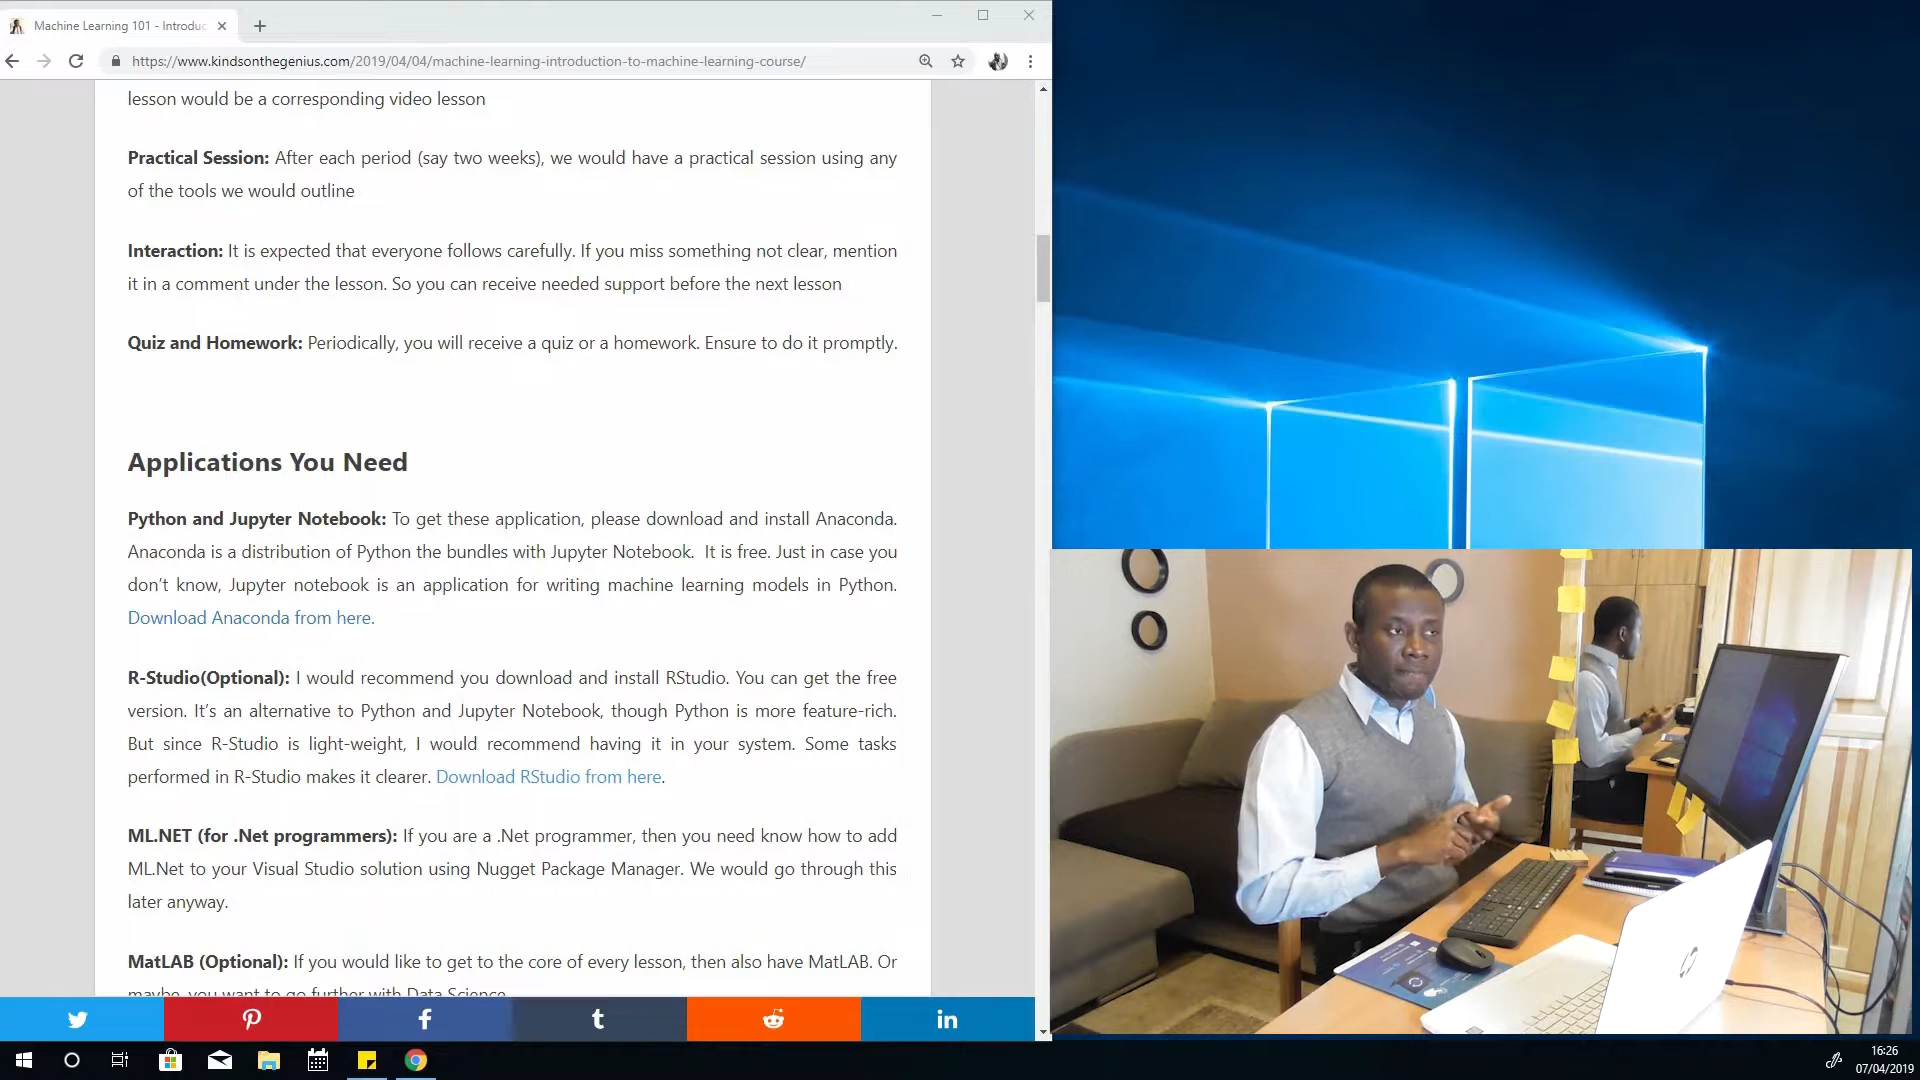 Machine Learning 101 - Introduc
https://www.kindsonthegenius.com/2019/04/04/machine-learning-introduction-to-machine-learning-course/
lesson would be a corresponding video lesson
Practical Session: After each period (say two weeks), we would have a practical session using any
of the tools we would outline
Interaction: It is expected that everyone follows carefully. If you miss something not clear, mention
it in a comment under the lesson. So you can receive needed support before the next lesson
Quiz and Homework: Periodically, you will receive a quiz or a homework. Ensure to do it promptly.
Applications You Need
Python and Jupyter Notebook: To get these application, please download and install Anaconda.
Anaconda is a distribution of Python the bundles with Jupyter Notebook. It is free. Just in case you
don't know, Jupyter notebook is an application for writing machine learning models in Python.
Download Anaconda from here.
R-Studio(Optional): I would recommend you download and install RStudio. You can get the free
version. It's an alternative to Python and Jupyter Notebook, though Python is more feature-rich.
But since R-Studio is light-weight, I would recommend having it in your system. Some tasks
performed in R-Studio makes it clearer. Download RStudio from here.
ML.NET (for .Net programmers): If you are a .Net programmer, then you need know how to add
ML.Net to your Visual Studio solution using Nugget Package Manager. We would go through this
later anyway.
MatLAB (Optional): If you would like to get to the core of every lesson, then also have MatLAB. Or
maybe, you want to go further with Data Science
16:26
07/04/2019